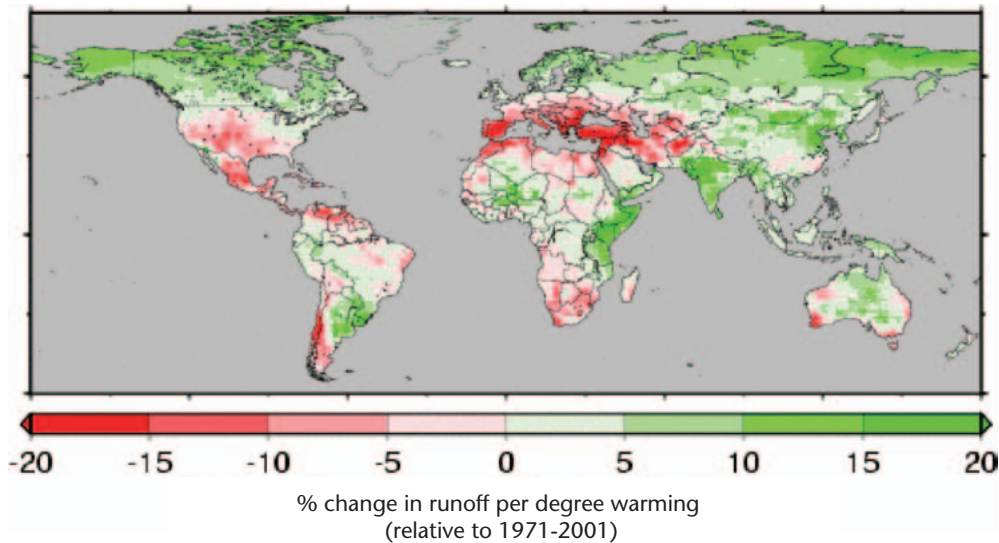 -20 -15 -10 -5 0 5 10 15 20
% change in runoff per degree warming
(relative to 1971-2001)